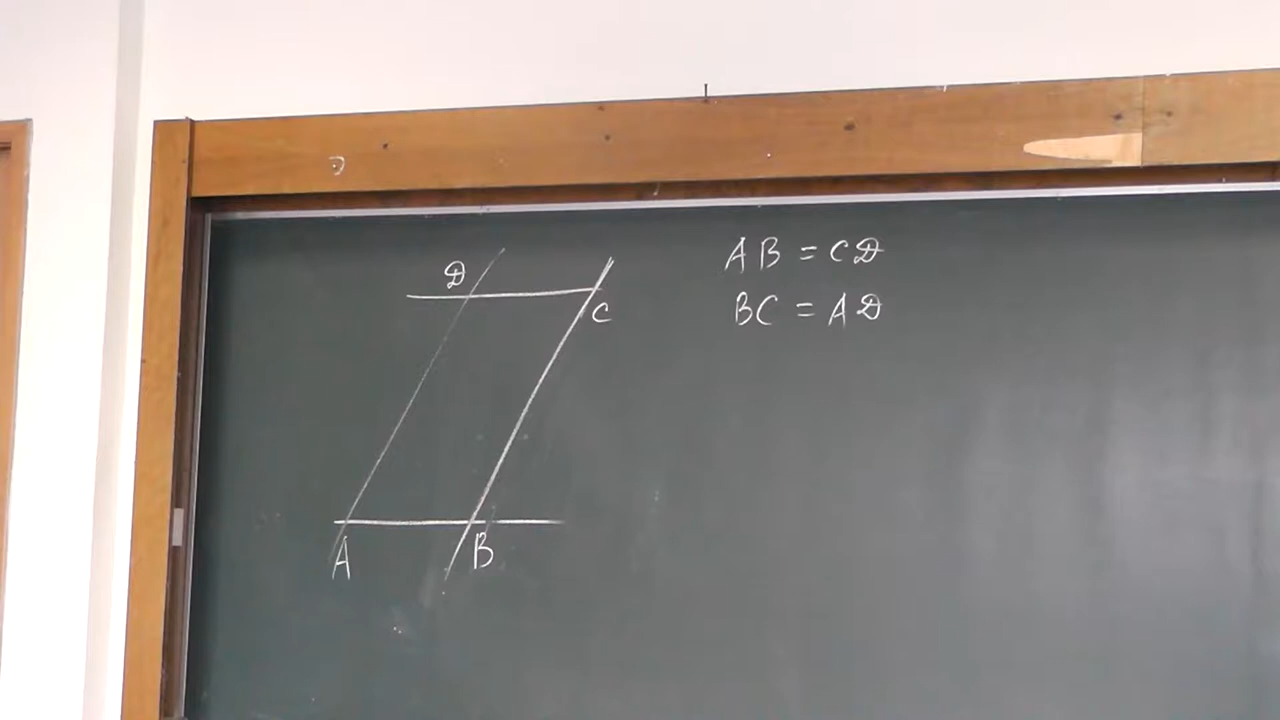 D
C
A
B
AB = CD
BC = AD